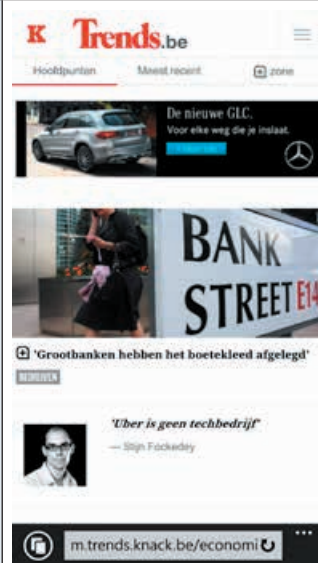 K Trends.be
Hoofdpunten Meest recent + zone
De nieuwe GLC.
Voor elke weg die je inslaat.
BANK
STREET E14
+ 'Grootbanken hebben het boetekleed afgelegd'
BEDRIJVEN
'Uber is geen techbedrijf'
— Stijn Fockedey
m.trends.knack.be/economi